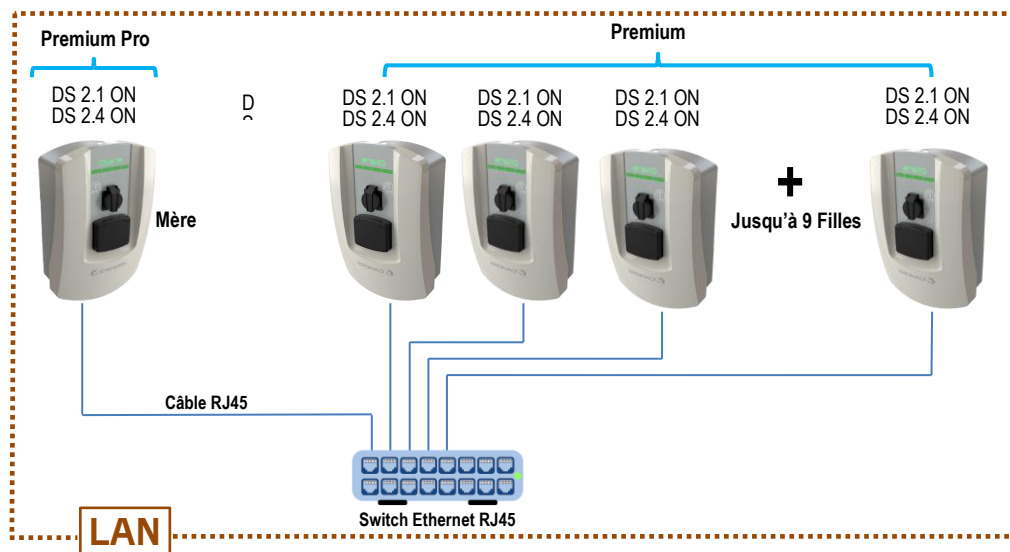 Premium Pro
Premium
DS 2.1 ON
DS 2.4 ON
D
DS 2.1 ON
DS 2.4 ON
DS 2.1 ON
DS 2.4 ON
DS 2.1 ON
DS 2.4 ON
DS 2.1 ON
DS 2.4 ON
Mère
+
Jusqu'à 9 Filles
Câble RJ45
Switch Ethernet RJ45
LAN